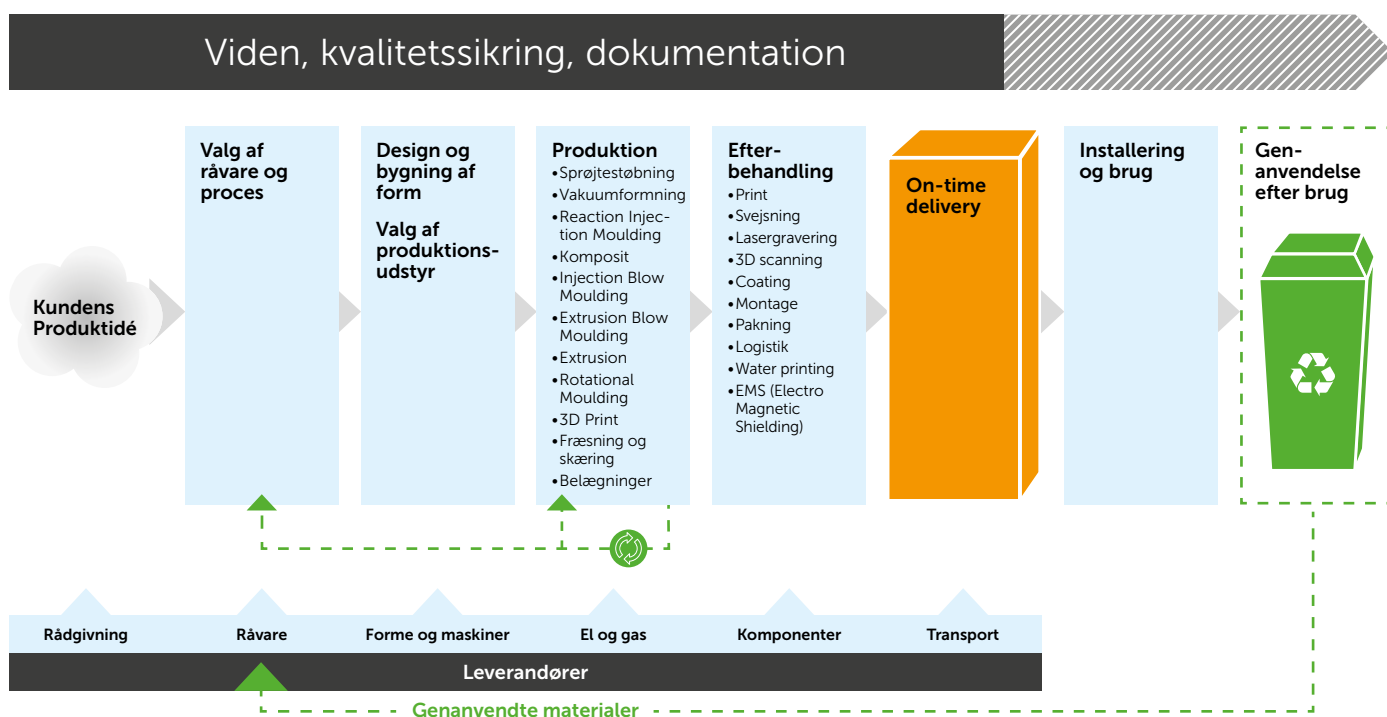 Viden, kvalitetssikring, dokumentation
Kundens
Produktidé
Valg af
råvare og
proces
Design og
bygning af
form
Valg af
produktions-
udstyr
Produktion
•Sprøjtestøbning
•Vakuumformning
•Reaction Injec-
tion Moulding
•Komposit
•Injection Blow
Moulding
•Extrusion Blow
Moulding
•Extrusion
•Rotational
Moulding
•3D Print
•Fræsning og
skæring
•Belægninger
Efter-
behandling
•Print
•Svejsning
•Lasergravering
•3D scanning
•Coating
•Montage
•Pakning
•Logistik
•Water printing
•EMS (Electro
Magnetic
Shielding)
On-time
delivery
Installering
og brug
Gen-
anvendelse
efter brug
Rådgivning
Råvare
Forme og maskiner
El og gas
Komponenter
Transport
Leverandører
Genanvendte materialer